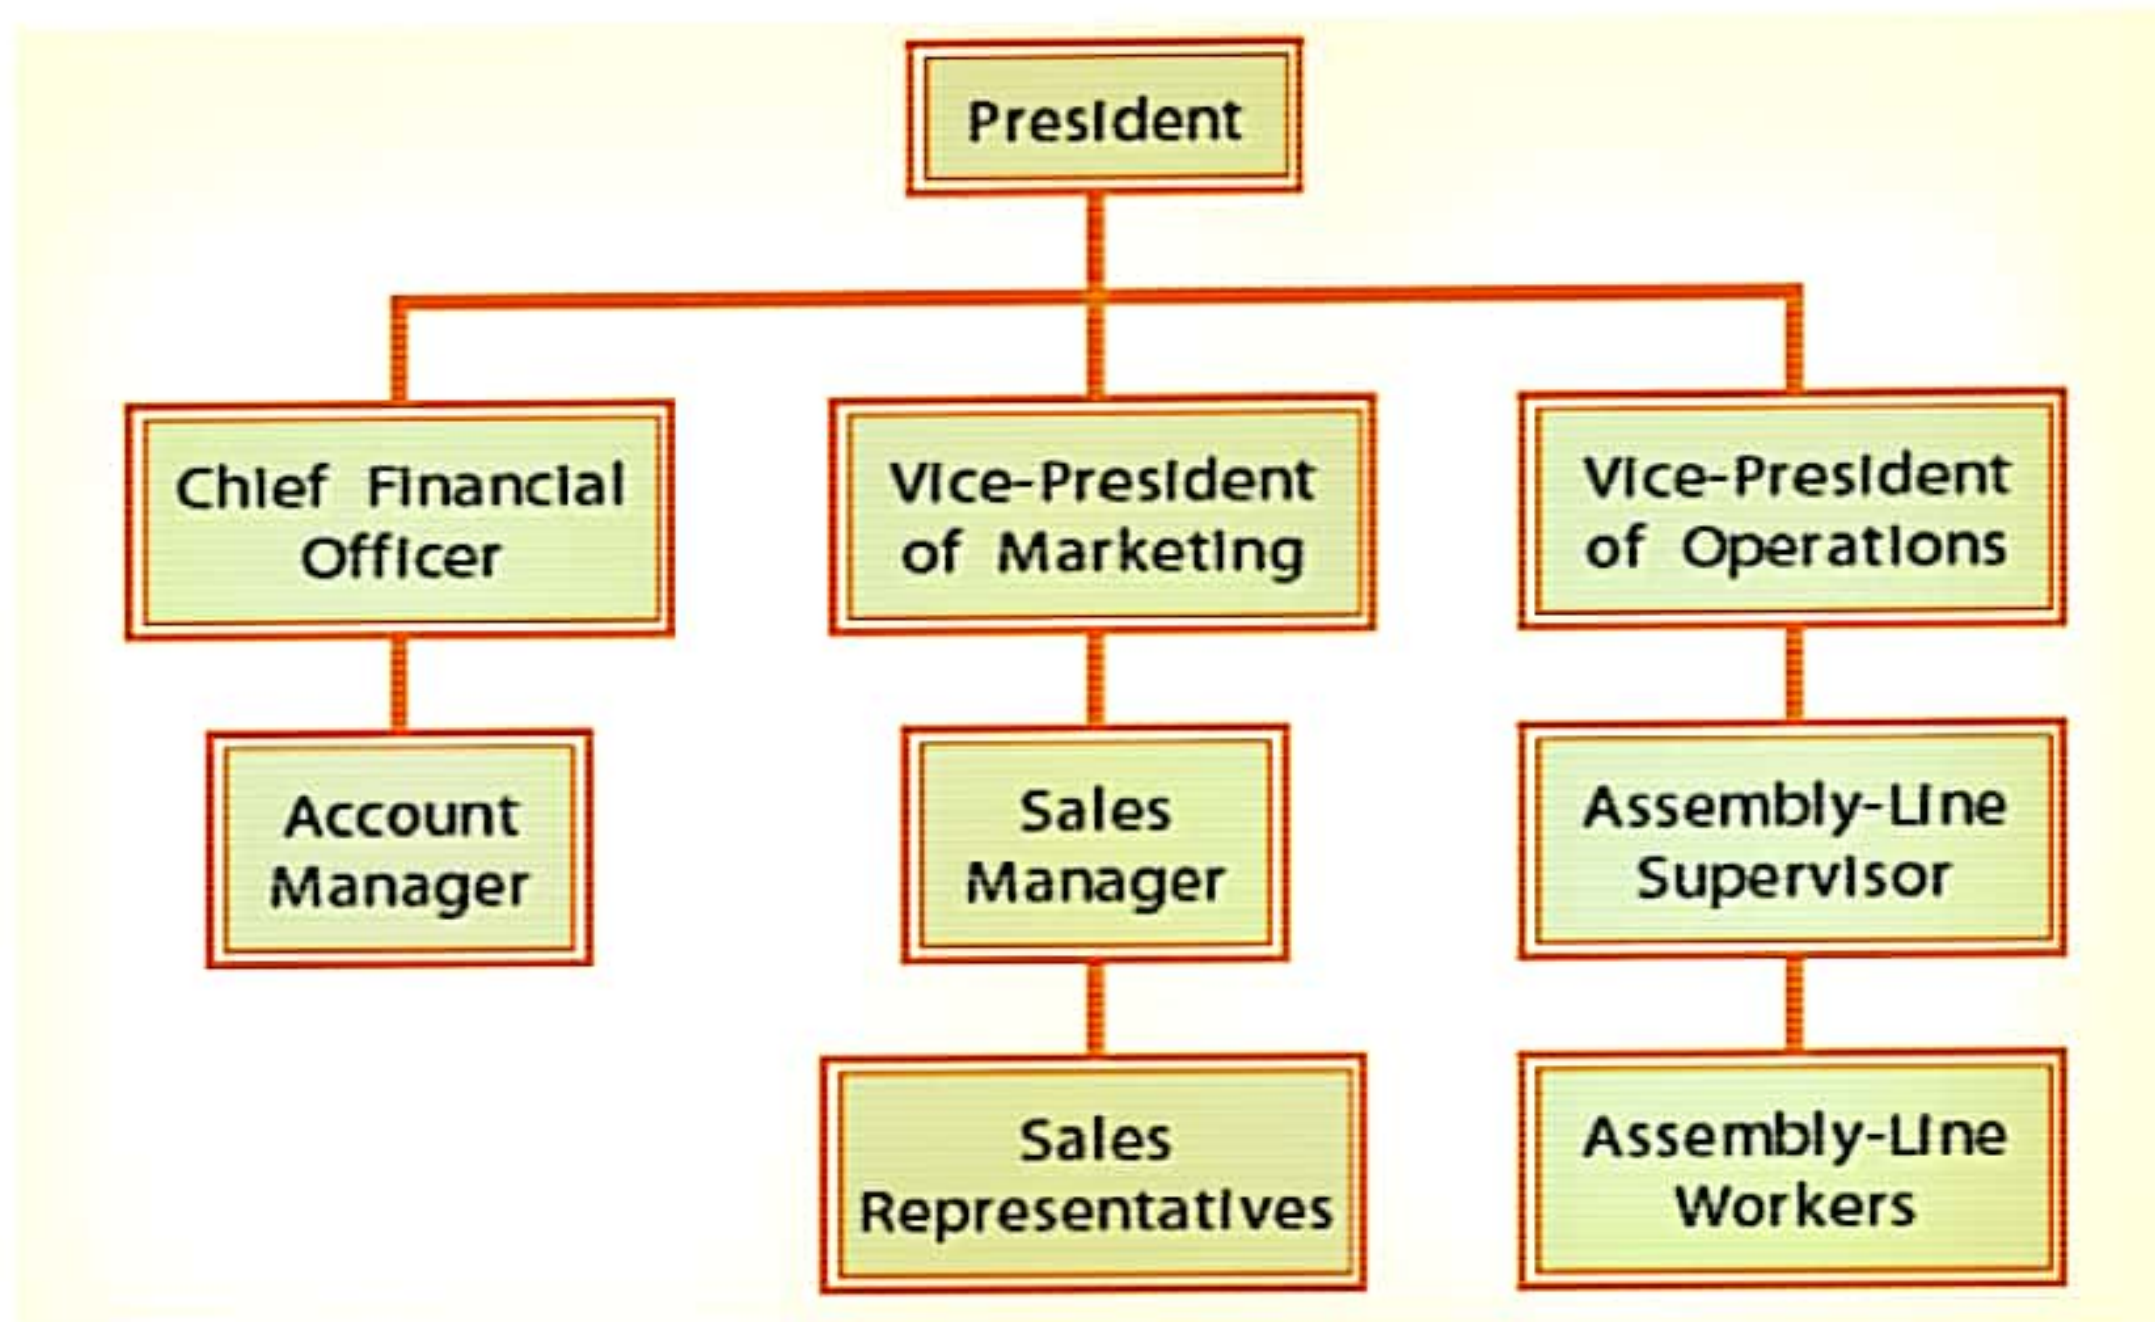 President
Chief Financial
Officer
Vice-President
of Marketing
Vice-President
of Operations
Account
Manager
Sales
Manager
Assembly-Line
Supervisor
Sales
Representatives
Assembly-Line
Workers